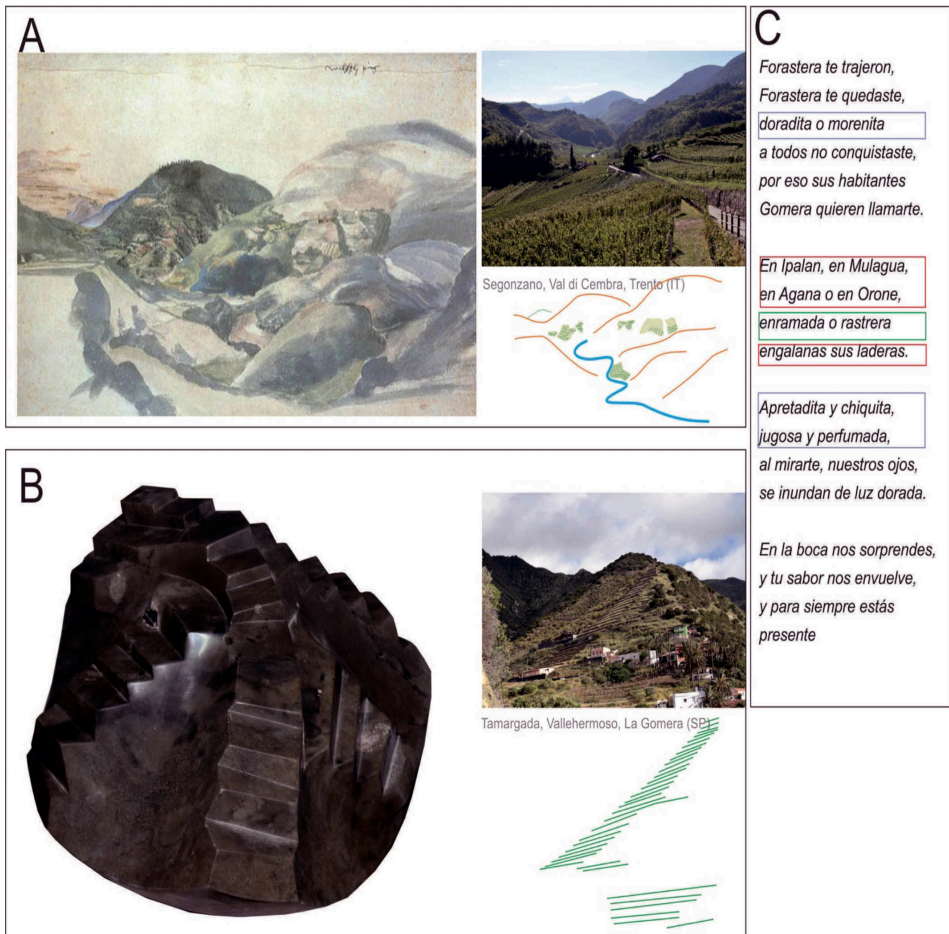 A
Segonzano, Val di Cembra, Trento (IT)
B
Tamargada, Vallehermoso, La Gomera (SP)
C
Forastera te trajeron,
Forastera te quedaste,
doradita o morenita
a todos no conquistaste,
por eso sus habitantes
Gomera quieren llamarte.
En Ipalan, en Mulagua,
en Agana o en Orone,
enramada o rastrera
engalanas sus laderas.
Apretadita y chiquita,
jugosa y perfumada,
al mirarte, nuestros ojos,
se inundan de luz dorada.
En la boca nos sorprendes,
y tu sabor nos envuelve,
y para siempre estás
presente